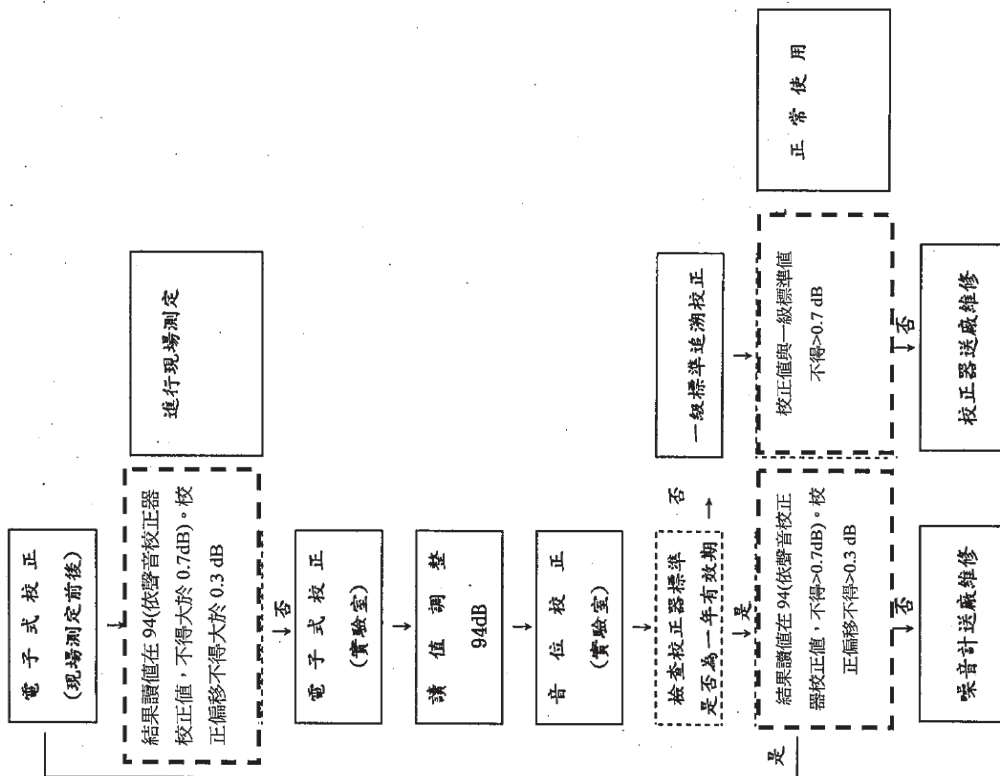 電子式校正
(現場測定前後)
↓
結果讀值在 94(依聲音校正器
校正值，不得大於 0.7dB)。校
正偏移不得大於 0.3 dB
進行現場測定
↓否
電子式校正
(實驗室)
↓
讀值調整
94dB
↓
音位校正
(實驗室)
↓
檢查校正器標準
是否為一年有效期
否
→
一級標準追溯校正
↓是
↓
是
結果讀值在 94(依聲音校正
器校正值，不得>0.7dB)。校
正偏移不得>0.3 dB
校正值與一級標準值
不得>0.7 dB
正常使用
↓否
↓否
噪音計送廠維修
校正器送廠維修